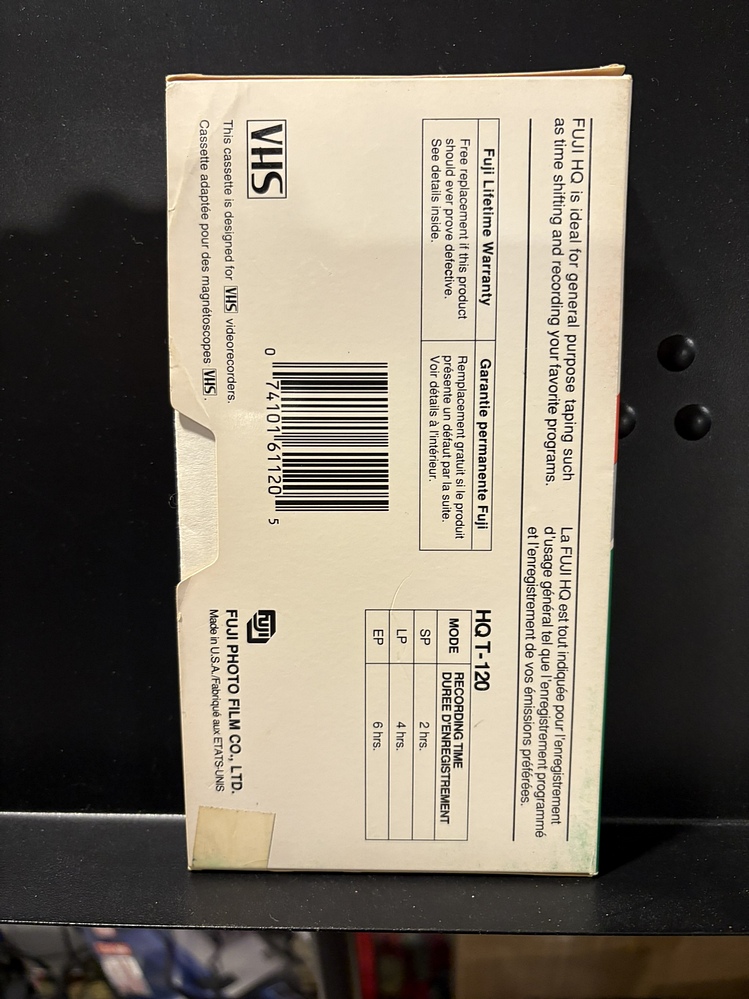 FUJI HQ is ideal for general purpose taping such
as time shifting and recording your favorite programs.
La FUJI HQ est tout indiquée pour l'enregistrement
d'usage général tel que l'enregistrement programmé
et l'enregistrement de vos émissions préférées.
Fuji Lifetime Warranty
Free replacement if this product
should ever prove defective.
See details inside.
Garantie permanente Fuji
Remplacement gratuit si le produit
présente un défaut par la suite.
Voir détails à l'intérieur.
HQ T-120
MODE
RECORDING TIME
DUREE D'ENREGISTREMENT
SP 2 hrs.
LP 4 hrs.
EP 6 hrs.
VHS
This cassette is designed for VHS videorecorders.
Cassette adaptée pour des magnétoscopes VHS.
0 74101 61120 5
FUJI
FUJI PHOTO FILM CO., LTD.
Made in U.S.A./Fabriqué aux ETATS-UNIS